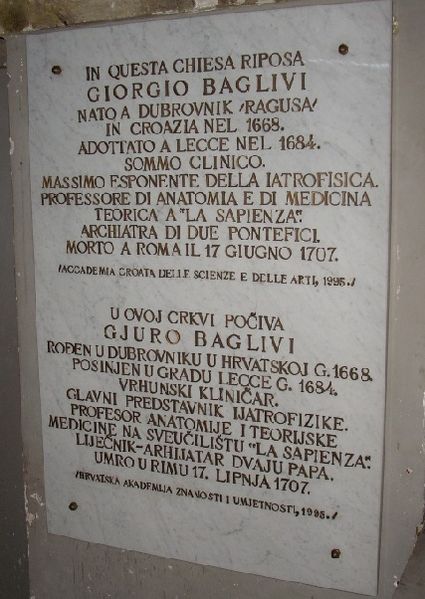 IN QUESTA CHIESA RIPOSA
GIORGIO BAGLIVI
NATO A DUBROVNIK /RAGUSA/
IN CROAZIA NEL 1668.
ADOTTATO A LECCE NEL 1684.
SOMMO CLINICO.
MASSIMO ESPONENTE DELLA IATROFISICA.
PROFESSORE DI ANATOMIA E DI MEDICINA
TEORICA A "LA SAPIENZA".
ARCHIATRA DI DUE PONTEFICI.
MORTO A ROMA IL 17 GIUGNO 1707.
/ACCADEMIA CROATA DELLE SCIENZE E DELLE ARTI, 1995./
U OVOJ CRKVI POČIVA
GJURO BAGLIVI
ROĐEN U DUBROVNIKU U HRVATSKOJ G. 1668.
POSINJEN U GRADU LECCE G. 1684.
VRHUNSKI KLINIČAR.
GLAVNI PREDSTAVNIK IJATROFIZIKE.
PROFESOR ANATOMIJE I TEORIJSKE
MEDICINE NA SVEUČILIŠTU "LA SAPIENZA".
LIJEČNIK-ARHIJATAR DVAJU PAPA.
UMRO U RIMU 17. LIPNJA 1707.
/HRVATSKA AKADEMIJA ZNANOSTI I UMJETNOSTI, 1995./